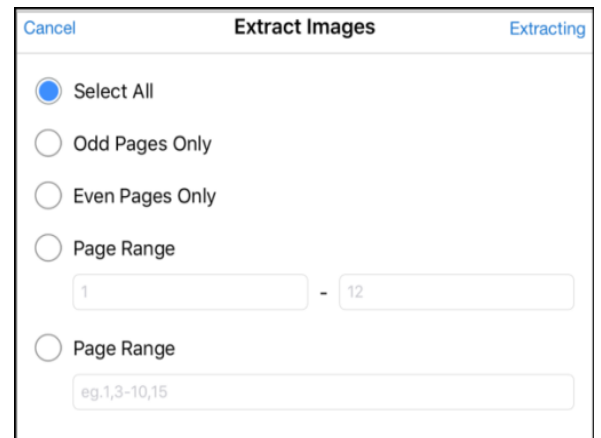 Cancel Extract Images Extracting
Select All
Odd Pages Only
Even Pages Only
Page Range
1 - 12
Page Range
eg.1,3-10,15